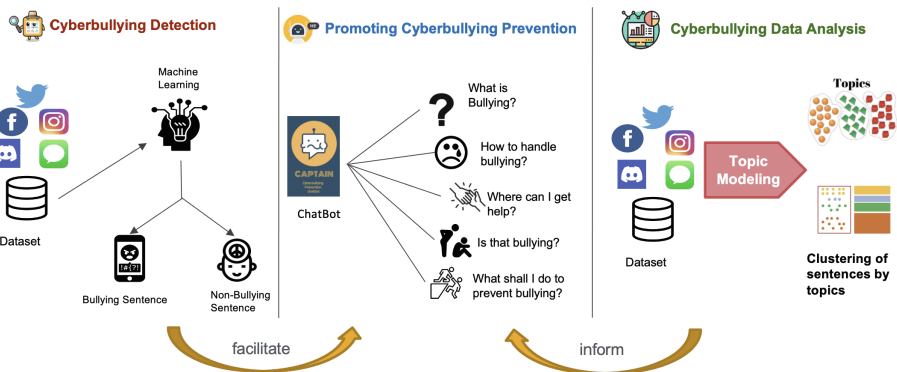 Cyberbullying Detection
Machine
Learning
Dataset
Bullying Sentence
Non-Bullying
Sentence
Promoting Cyberbullying Prevention
CAPTAIN
Cyberbullying
Prevention
ChatBot
What is
Bullying?
How to handle
bullying?
Where can I get
help?
Is that bullying?
What shall I do to
prevent bullying?
Cyberbullying Data Analysis
Dataset
Topic
Modeling
Topics
Clustering of
sentences by
topics
facilitate
inform